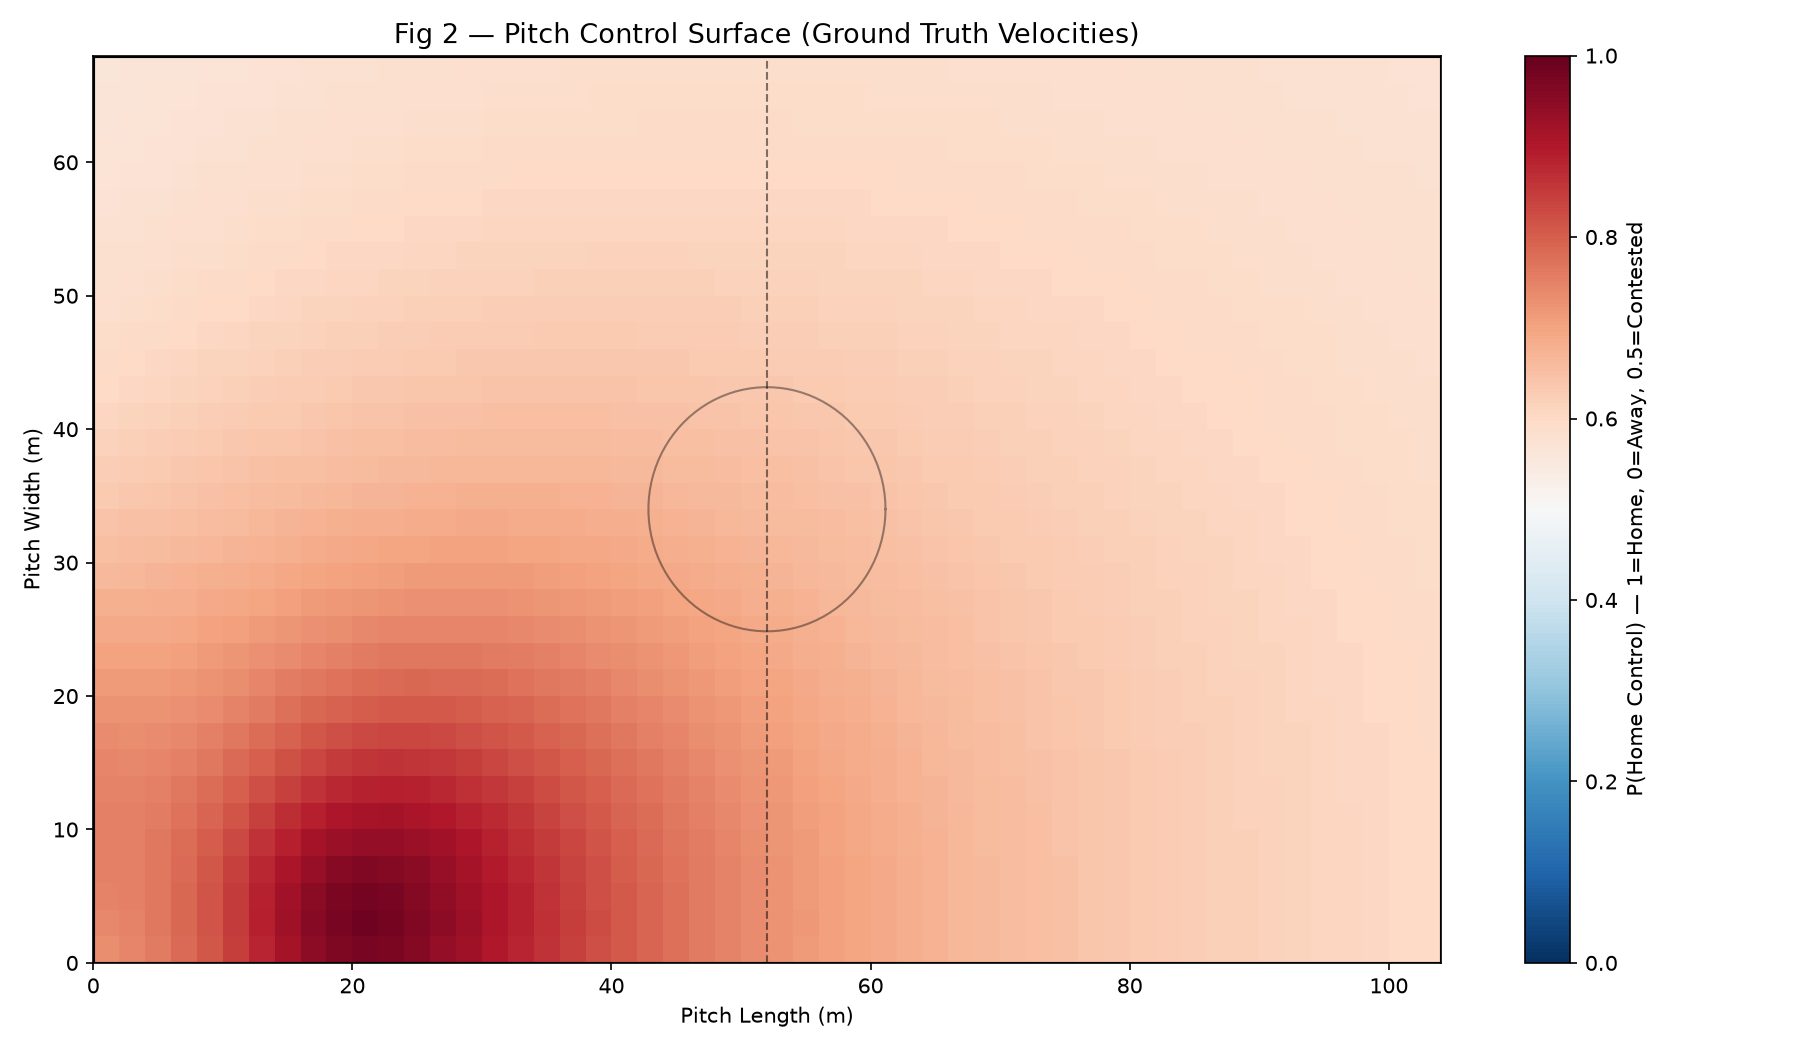 Fig 2 — Pitch Control Surface (Ground Truth Velocities)
60
50
40
30
20
10
0
Pitch Width (m)
0 20 40 60 80 100
Pitch Length (m)
1.0
0.8
0.6
0.4
0.2
0.0
P(Home Control) — 1=Home, 0=Away, 0.5=Contested